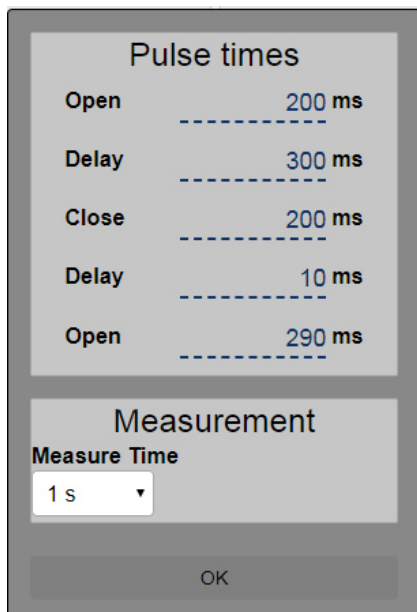 Pulse times
Open 200 ms
Delay 300 ms
Close 200 ms
Delay 10 ms
Open 290 ms
Measurement
Measure Time
1 s
OK